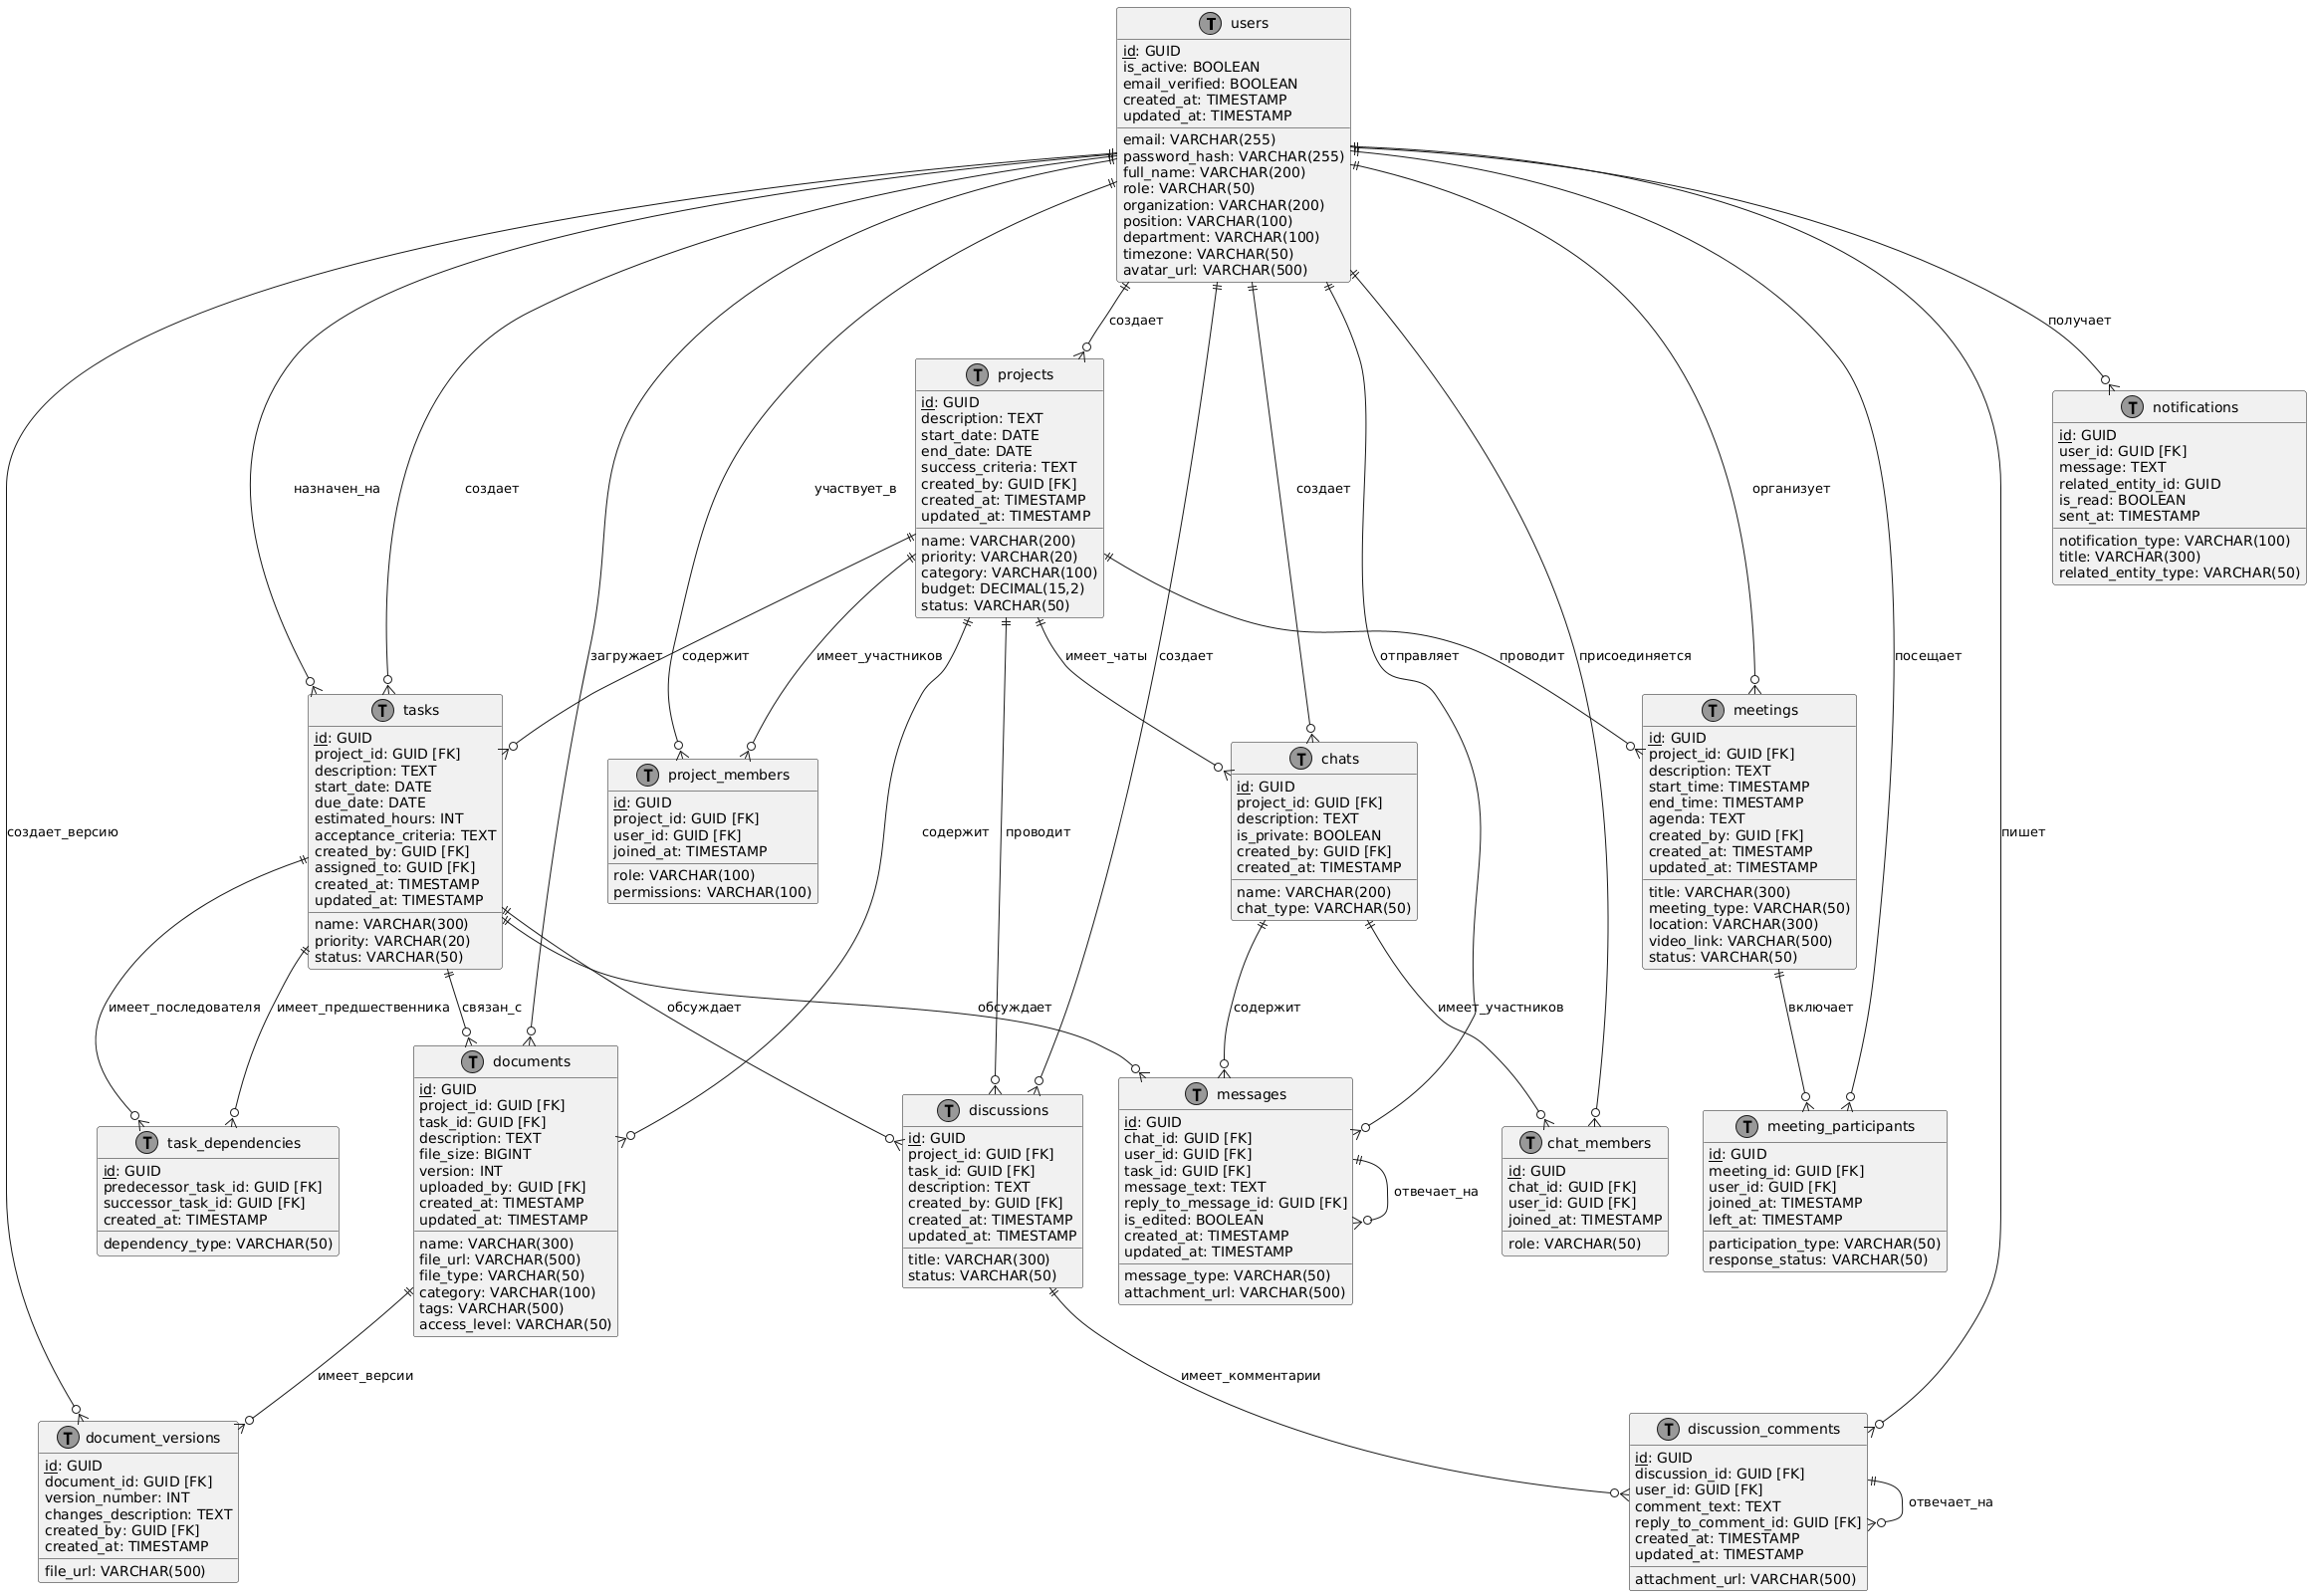 T users
id: GUID
is_active: BOOLEAN
email_verified: BOOLEAN
created_at: TIMESTAMP
updated_at: TIMESTAMP
email: VARCHAR(255)
password_hash: VARCHAR(255)
full_name: VARCHAR(200)
role: VARCHAR(50)
organization: VARCHAR(200)
position: VARCHAR(100)
department: VARCHAR(100)
timezone: VARCHAR(50)
avatar_url: VARCHAR(500)
создает
получает
T projects
id: GUID
description: TEXT
start_date: DATE
end_date: DATE
success_criteria: TEXT
created_by: GUID [FK]
created_at: TIMESTAMP
updated_at: TIMESTAMP
name: VARCHAR(200)
priority: VARCHAR(20)
category: VARCHAR(100)
budget: DECIMAL(15,2)
status: VARCHAR(50)
T notifications
id: GUID
user_id: GUID [FK]
message: TEXT
related_entity_id: GUID
is_read: BOOLEAN
sent_at: TIMESTAMP
notification_type: VARCHAR(100)
title: VARCHAR(300)
related_entity_type: VARCHAR(50)
назначен_на
создает
участвует_в
создает
организует
загружает
содержит
имеет_участников
имеет_чаты
создает
отправляет
проводит
присоединяется
посещает
T tasks
id: GUID
project_id: GUID [FK]
description: TEXT
start_date: DATE
due_date: DATE
estimated_hours: INT
acceptance_criteria: TEXT
created_by: GUID [FK]
assigned_to: GUID [FK]
created_at: TIMESTAMP
updated_at: TIMESTAMP
name: VARCHAR(300)
priority: VARCHAR(20)
status: VARCHAR(50)
T project_members
id: GUID
project_id: GUID [FK]
user_id: GUID [FK]
joined_at: TIMESTAMP
role: VARCHAR(100)
permissions: VARCHAR(100)
T chats
id: GUID
project_id: GUID [FK]
description: TEXT
is_private: BOOLEAN
created_by: GUID [FK]
created_at: TIMESTAMP
name: VARCHAR(200)
chat_type: VARCHAR(50)
T meetings
id: GUID
project_id: GUID [FK]
description: TEXT
start_time: TIMESTAMP
end_time: TIMESTAMP
agenda: TEXT
created_by: GUID [FK]
created_at: TIMESTAMP
updated_at: TIMESTAMP
title: VARCHAR(300)
meeting_type: VARCHAR(50)
location: VARCHAR(300)
video_link: VARCHAR(500)
status: VARCHAR(50)
создает_версию
содержит
проводит
пишет
имеет_последователя
имеет_предшественника
связан_с
обсуждает
обсуждает
содержит
имеет_участников
включает
T task_dependencies
id: GUID
predecessor_task_id: GUID [FK]
successor_task_id: GUID [FK]
created_at: TIMESTAMP
dependency_type: VARCHAR(50)
T documents
id: GUID
project_id: GUID [FK]
task_id: GUID [FK]
description: TEXT
file_size: BIGINT
version: INT
uploaded_by: GUID [FK]
created_at: TIMESTAMP
updated_at: TIMESTAMP
name: VARCHAR(300)
file_url: VARCHAR(500)
file_type: VARCHAR(50)
category: VARCHAR(100)
tags: VARCHAR(500)
access_level: VARCHAR(50)
T discussions
id: GUID
project_id: GUID [FK]
task_id: GUID [FK]
description: TEXT
created_by: GUID [FK]
created_at: TIMESTAMP
updated_at: TIMESTAMP
title: VARCHAR(300)
status: VARCHAR(50)
T messages
id: GUID
chat_id: GUID [FK]
user_id: GUID [FK]
task_id: GUID [FK]
message_text: TEXT
reply_to_message_id: GUID [FK]
is_edited: BOOLEAN
created_at: TIMESTAMP
updated_at: TIMESTAMP
message_type: VARCHAR(50)
attachment_url: VARCHAR(500)
отвечает_на
T chat_members
id: GUID
chat_id: GUID [FK]
user_id: GUID [FK]
joined_at: TIMESTAMP
role: VARCHAR(50)
T meeting_participants
id: GUID
meeting_id: GUID [FK]
user_id: GUID [FK]
joined_at: TIMESTAMP
left_at: TIMESTAMP
participation_type: VARCHAR(50)
response_status: VARCHAR(50)
имеет_версии
имеет_комментарии
T document_versions
id: GUID
document_id: GUID [FK]
version_number: INT
changes_description: TEXT
created_by: GUID [FK]
created_at: TIMESTAMP
file_url: VARCHAR(500)
T discussion_comments
id: GUID
discussion_id: GUID [FK]
user_id: GUID [FK]
comment_text: TEXT
reply_to_comment_id: GUID [FK]
created_at: TIMESTAMP
updated_at: TIMESTAMP
attachment_url: VARCHAR(500)
отвечает_на